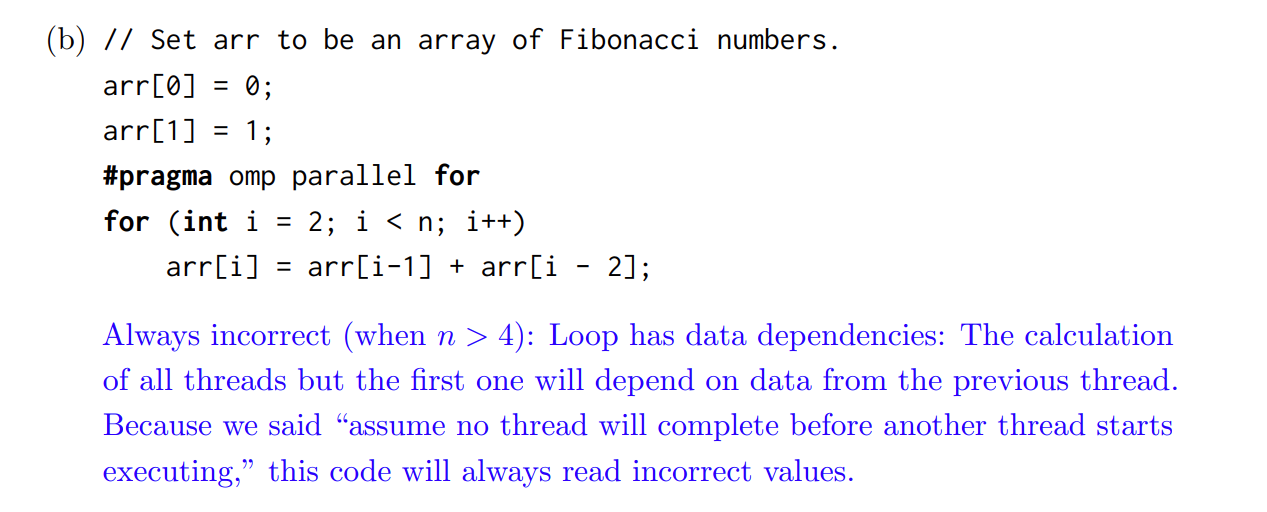 (b) // Set arr to be an array of Fibonacci numbers.
arr[0] = 0;
arr[1] = 1;
#pragma omp parallel for
for (int i = 2; i < n; i++)
    arr[i] = arr[i-1] + arr[i - 2];
Always incorrect (when n > 4): Loop has data dependencies: The calculation
of all threads but the first one will depend on data from the previous thread.
Because we said “assume no thread will complete before another thread starts
executing,” this code will always read incorrect values.